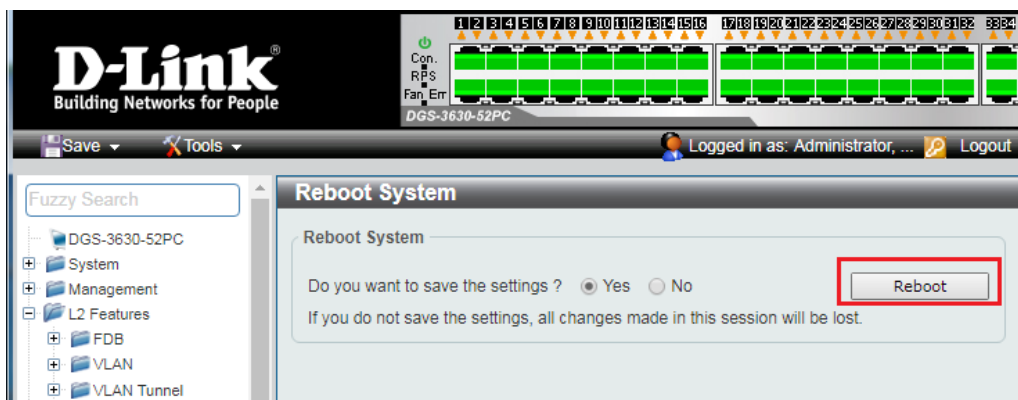 D-Link®
Building Networks for People
Con.
RPS
Fan Err
1 2 3 4 5 6 7 8 9 10 11 12 13 14 15 16 17 18 19 20 21 22 23 24 25 26 27 28 29 30 31 32 33 34
DGS-3630-52PC
Save Tools Logged in as: Administrator, ... Logout
Fuzzy Search
DGS-3630-52PC
System
Management
L2 Features
FDB
VLAN
VLAN Tunnel
Reboot System
Reboot System
Do you want to save the settings ? Yes No Reboot
If you do not save the settings, all changes made in this session will be lost.